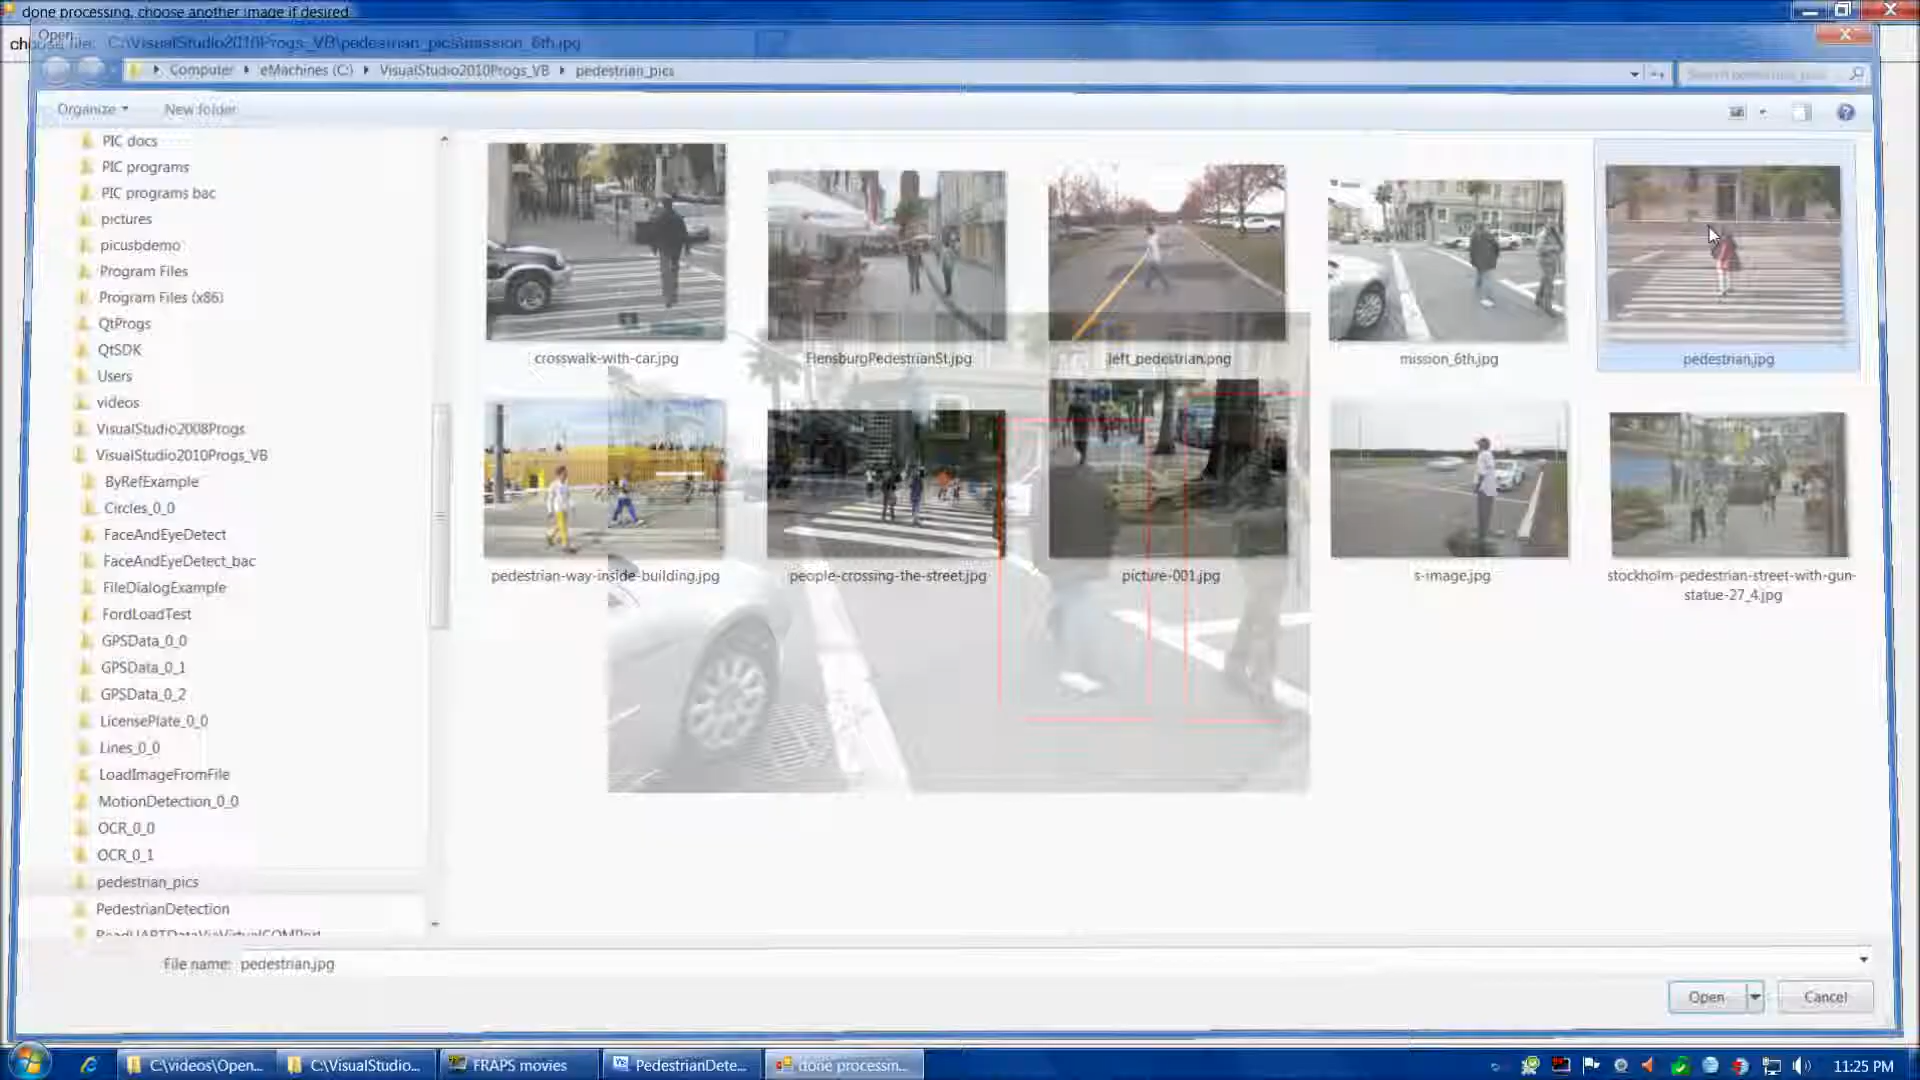 done processing, choose another image if desired
Open
choose file: C:\VisualStudio2010Progs_VB\pedestrian_pics\mission_6th.jpg
Computer eMachines (C:) VisualStudio2010Progs_VB pedestrian_pics
Organize New folder
PIC docs
PIC programs
PIC programs bac
pictures
picusbdemo
Program Files
Program Files (x86)
QtProgs
QtSDK
Users
videos
VisualStudio2008Progs
VisualStudio2010Progs_VB
ByRefExample
Circles_0_0
FaceAndEyeDetect
FaceAndEyeDetect_bac
FileDialogExample
FordLoadTest
GPSData_0_0
GPSData_0_1
GPSData_0_2
LicensePlate_0_0
Lines_0_0
LoadImageFromFile
MotionDetection_0_0
OCR_0_0
OCR_0_1
pedestrian_pics
PedestrianDetection
ReadUARTDataViaVirtualCOMPort
crosswalk-with-car.jpg
FlensburgPedestrianSt.jpg
left_pedestrian.png
mission_6th.jpg
pedestrian.jpg
pedestrian-way-inside-building.jpg
people-crossing-the-street.jpg
picture-001.jpg
s-image.jpg
stockholm-pedestrian-street-with-gun-
statue-27_4.jpg
File name: pedestrian.jpg
Open Cancel
C:\videos\Open... C:\VisualStudio... FRAPS movies PedestrianDete... done processin... 11:25 PM